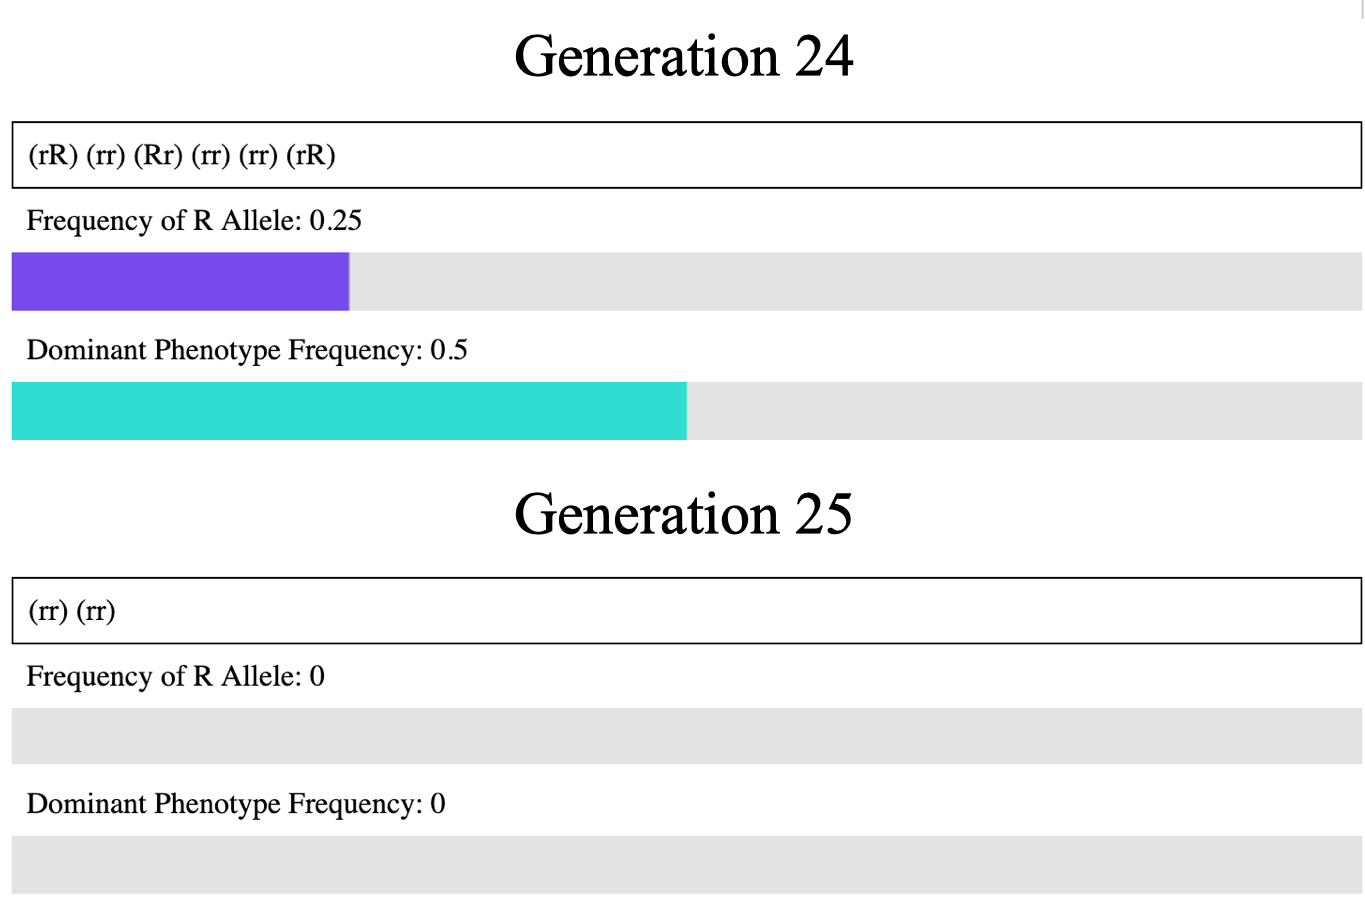 Generation 24
(rR) (rr) (Rr) (rr) (rr) (rR)
Frequency of R Allele: 0.25
Dominant Phenotype Frequency: 0.5
Generation 25
(rr) (rr)
Frequency of R Allele: 0
Dominant Phenotype Frequency: 0